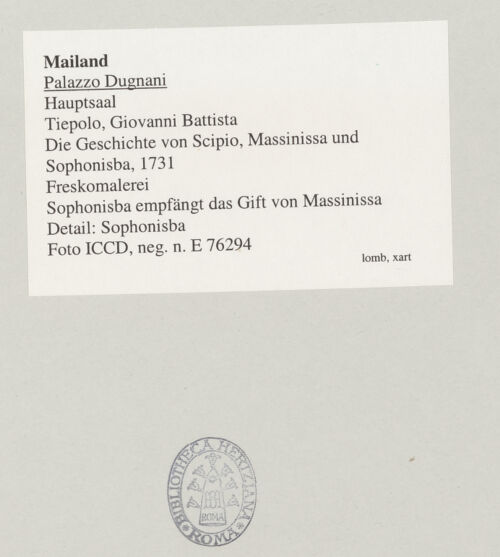 Mailand
Palazzo Dugnani
Hauptsaal
Tiepolo, Giovanni Battista
Die Geschichte von Scipio, Massinissa und
Sophonisba, 1731
Freskomalerei
Sophonisba empfängt das Gift von Massinissa
Detail: Sophonisba
Foto ICCD, neg. n. E 76294
lomb, xart
BIBLIOTHECA HERTZIANA
ROMA
ROMA